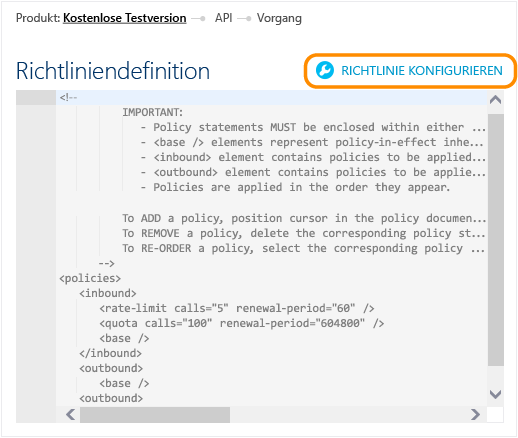 Produkt: Kostenlose Testversion API Vorgang
Richtliniendefinition
RICHTLINIE KONFIGURIEREN
<!--
IMPORTANT:
- Policy statements MUST be enclosed within either ...
- <base /> elements represent policy-in-effect inhe...
- <inbound> element contains policies to be applied...
- <outbound> element contains policies to be applie...
- Policies are applied in the order they appear.
To ADD a policy, position cursor in the policy documen...
To REMOVE a policy, delete the corresponding policy st...
To RE-ORDER a policy, select the corresponding policy ...
-->
<policies>
<inbound>
<rate-limit calls="5" renewal-period="60" />
<quota calls="100" renewal-period="604800" />
<base />
</inbound>
<outbound>
<base />
<outbound>